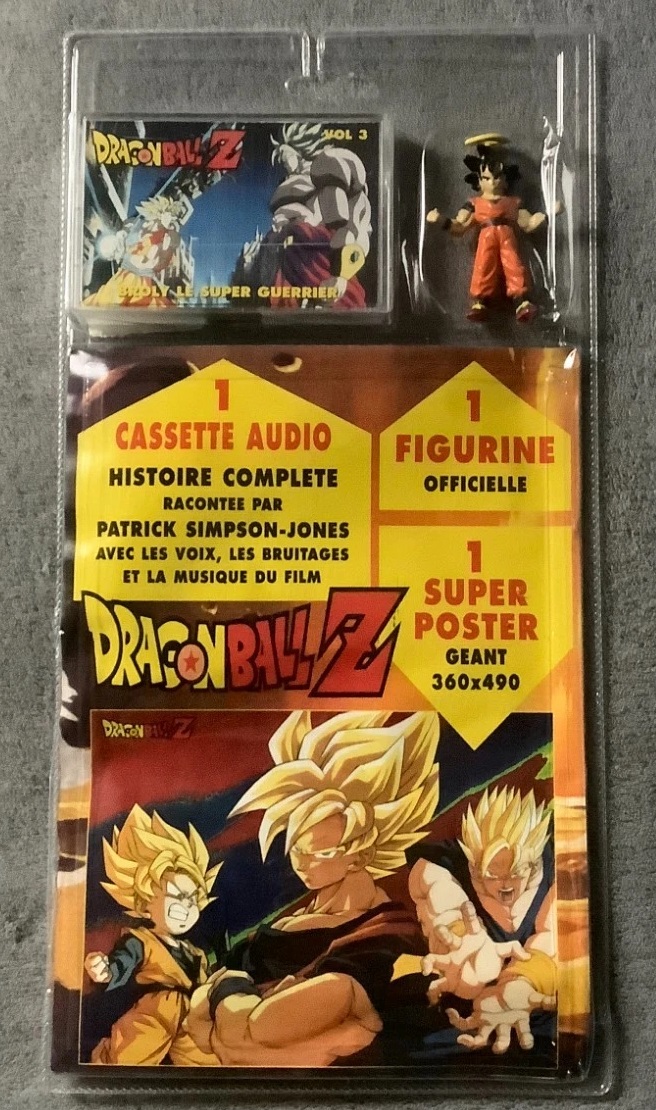 DRAGON BALL Z
VOL 3
BROLY LE SUPER GUERRIER
1
CASSETTE AUDIO
HISTOIRE COMPLETE
RACONTEE PAR
PATRICK SIMPSON-JONES
AVEC LES VOIX, LES BRUITAGES
ET LA MUSIQUE DU FILM
1
FIGURINE
OFFICIELLE
1
SUPER
POSTER
GEANT
360x490
DRAGON BALL Z
DRAGON BALL Z